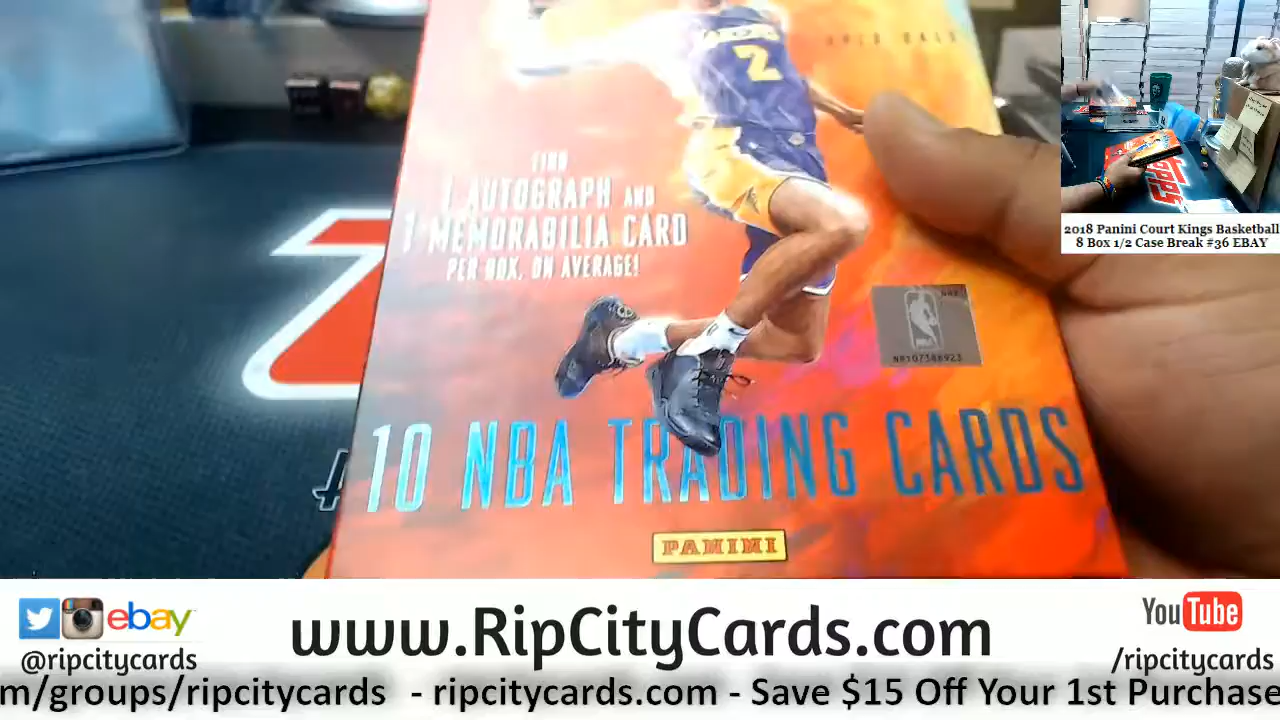 LAKERS
2
FIND
1 AUTOGRAPH AND
1 MEMORABILIA CARD
PER BOX, ON AVERAGE!
NBA
10 NBA TRADING CARDS
PANINI
topps
2018 Panini Court Kings Basketball
8 Box 1/2 Case Break #36 EBAY
ebay
@ripcitycards
www.RipCityCards.com
YouTube
/ripcitycards
m/groups/ripcitycards - ripcitycards.com - Save $15 Off Your 1st Purchase